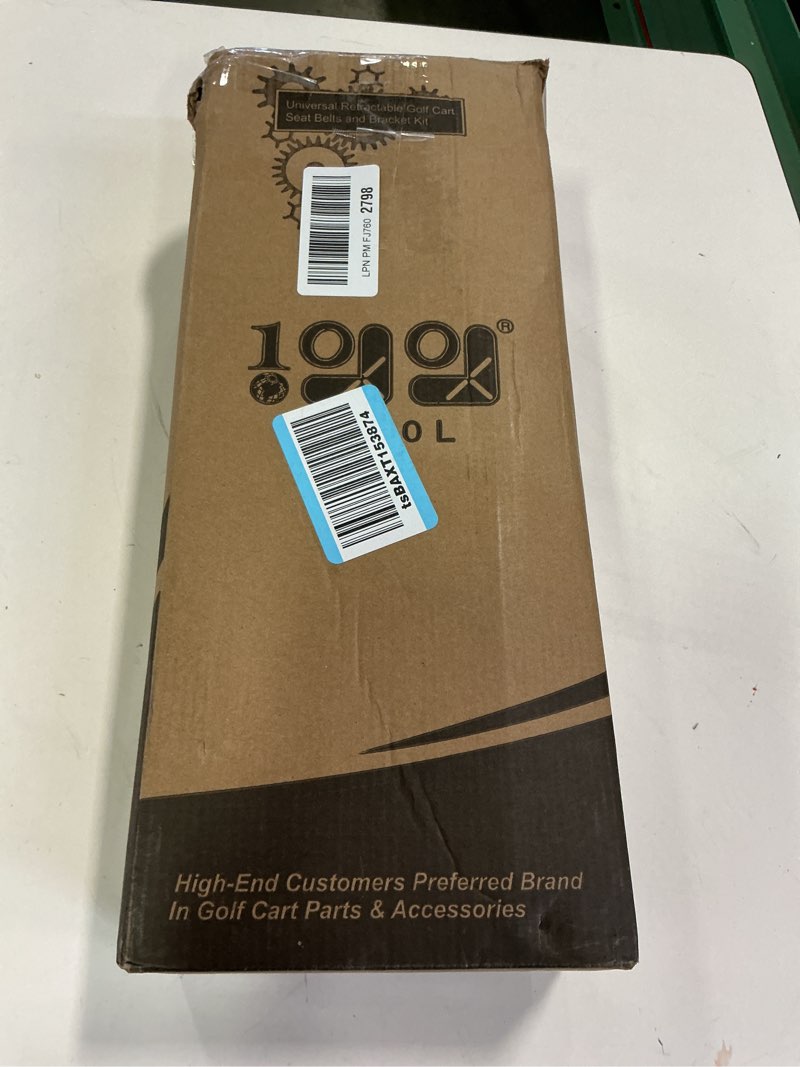 Universal Retractable Golf Cart
Seat Belts and Bracket Kit
LPN PM FJ760 2798
®
OL
tsBAXT153874
High-End Customers Preferred Brand
In Golf Cart Parts & Accessories